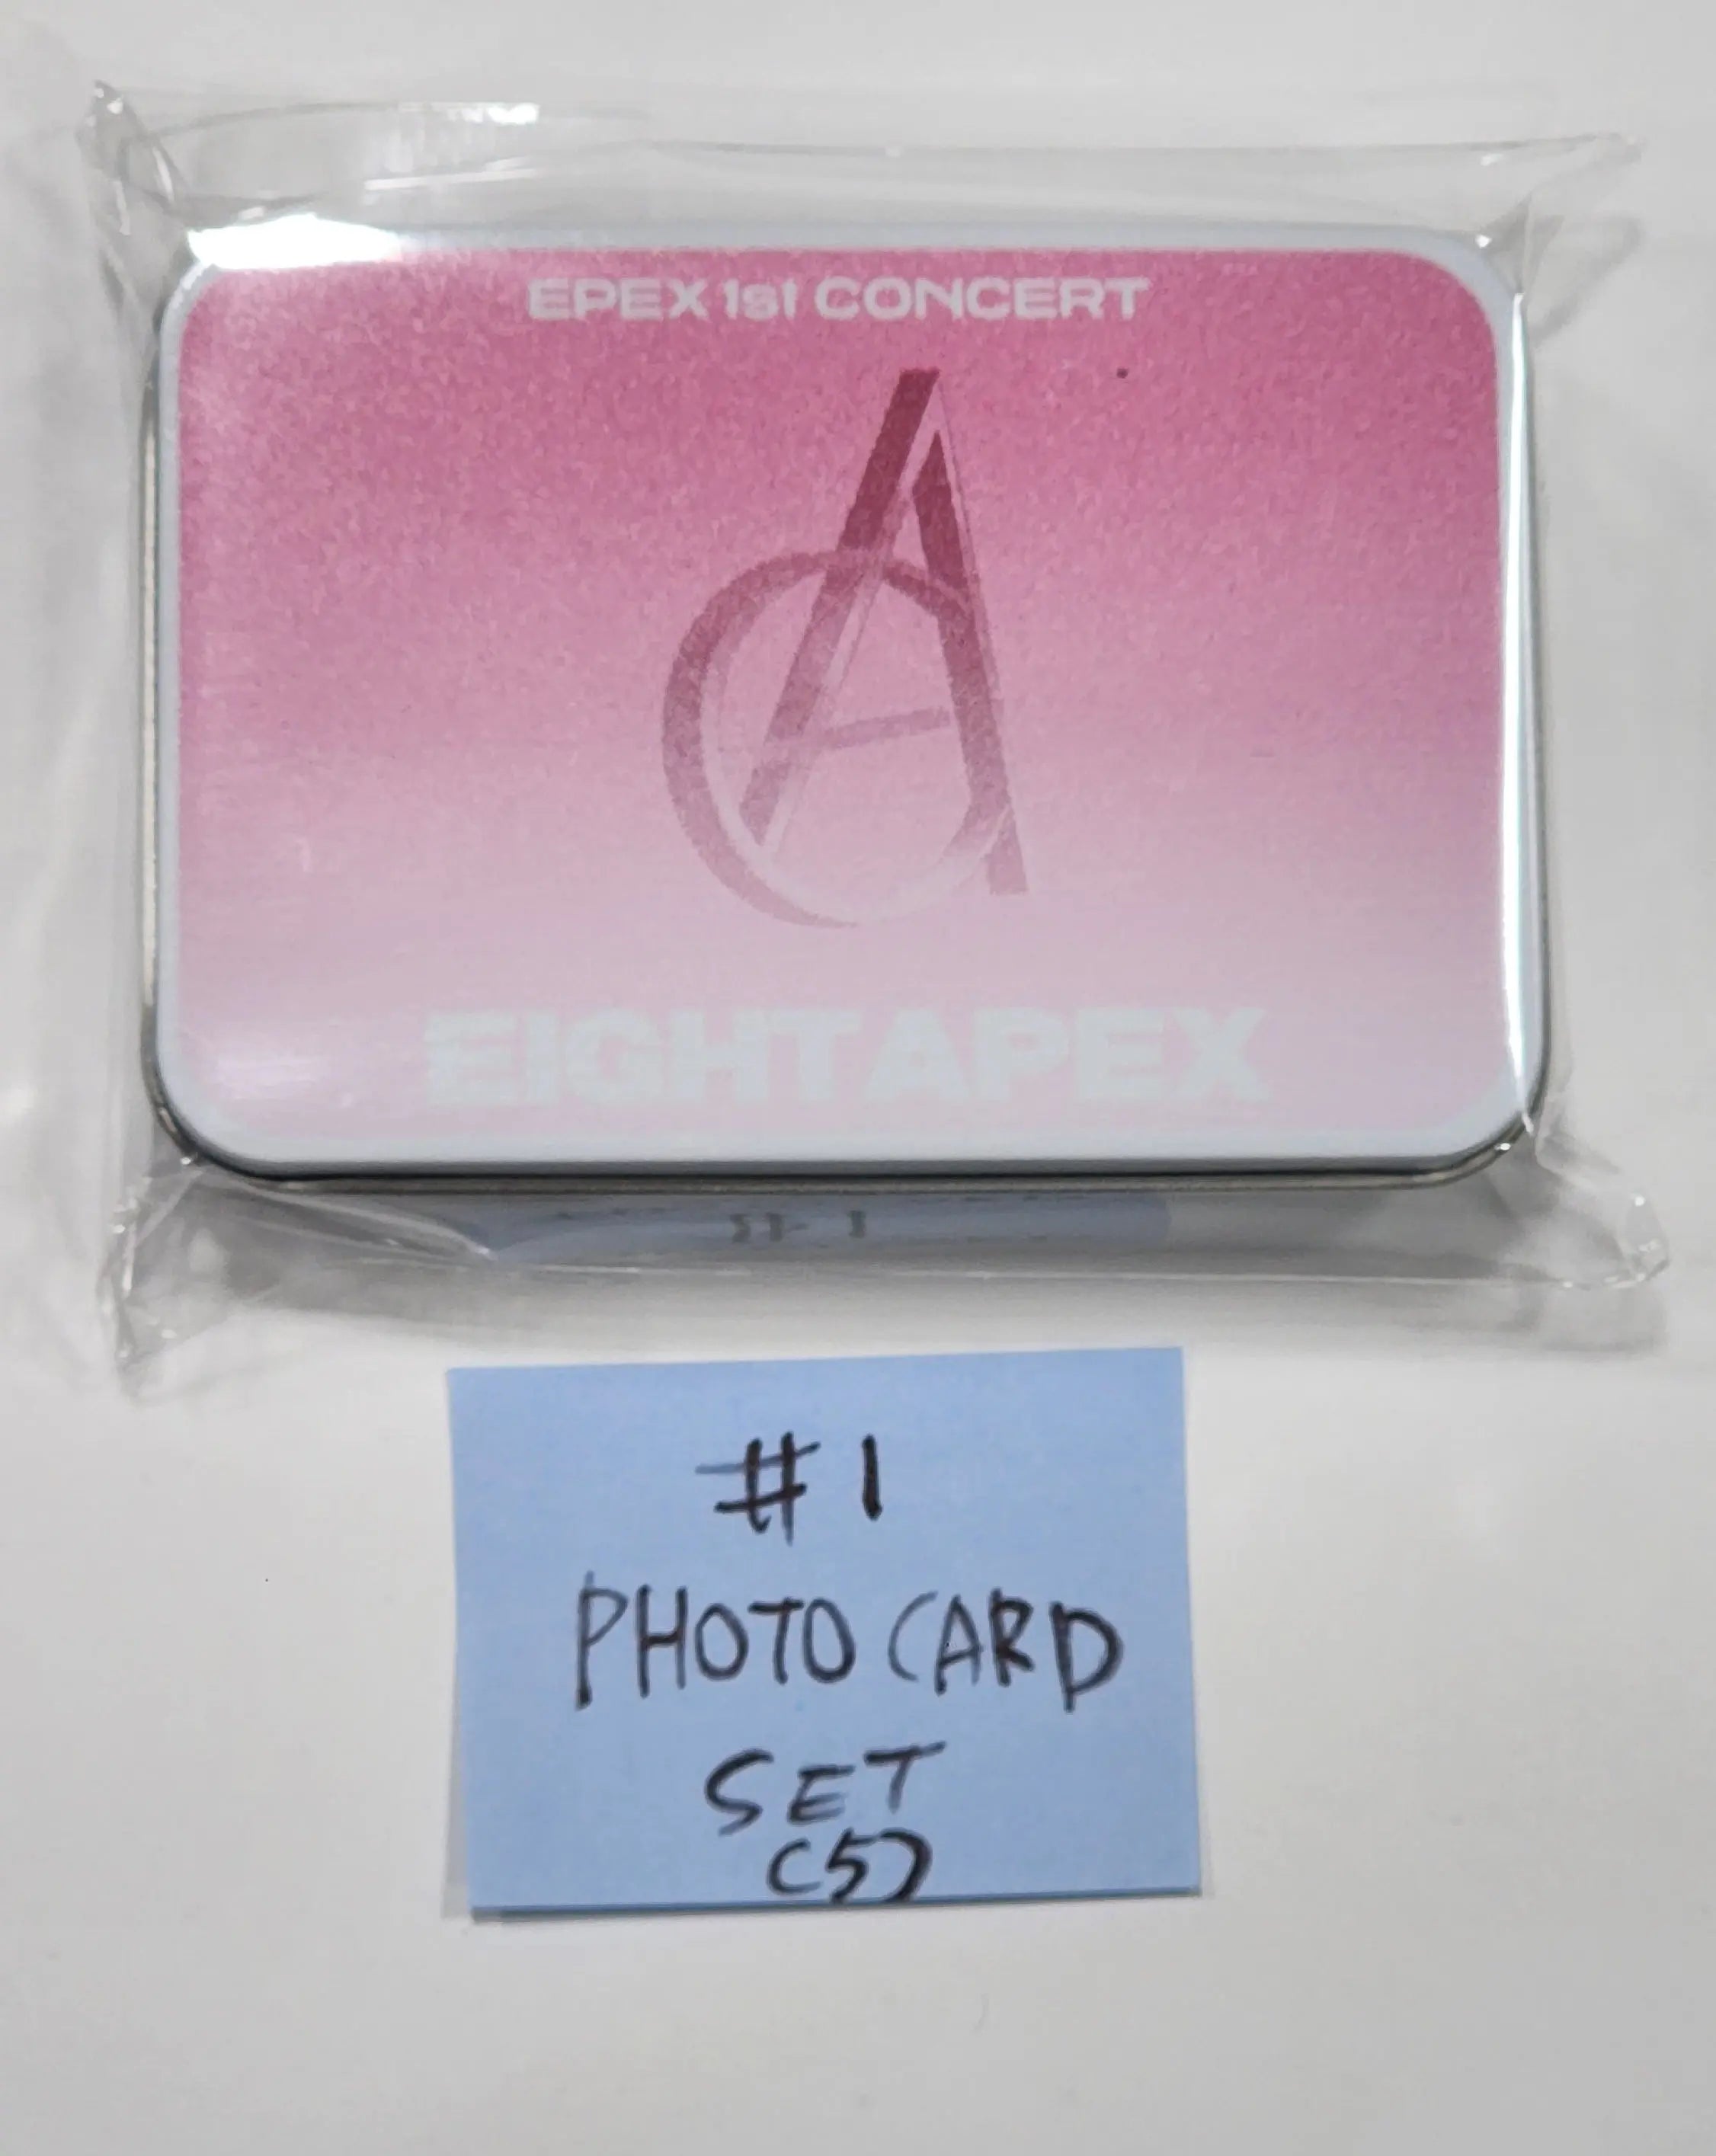 EPEX 1st CONCERT
EIGHTAPEX
#1
PHOTO CARD
SET
(5)